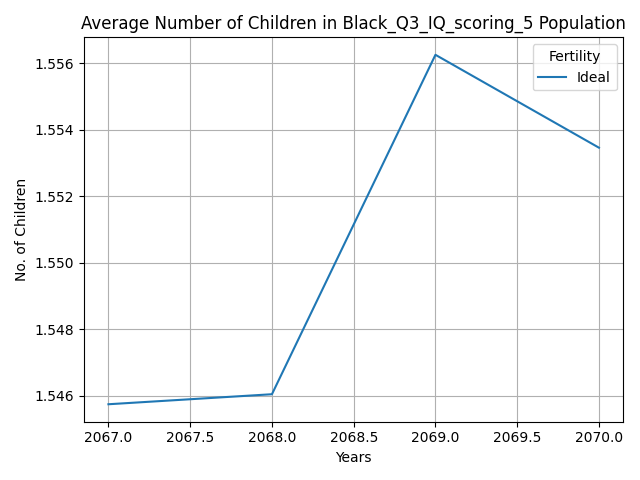 Average Number of Children in Black_Q3_IQ_scoring_5 Population
Fertility
Ideal
1.556
1.554
1.552
1.550
1.548
1.546
No. of Children
2067.0 2067.5 2068.0 2068.5 2069.0 2069.5 2070.0
Years